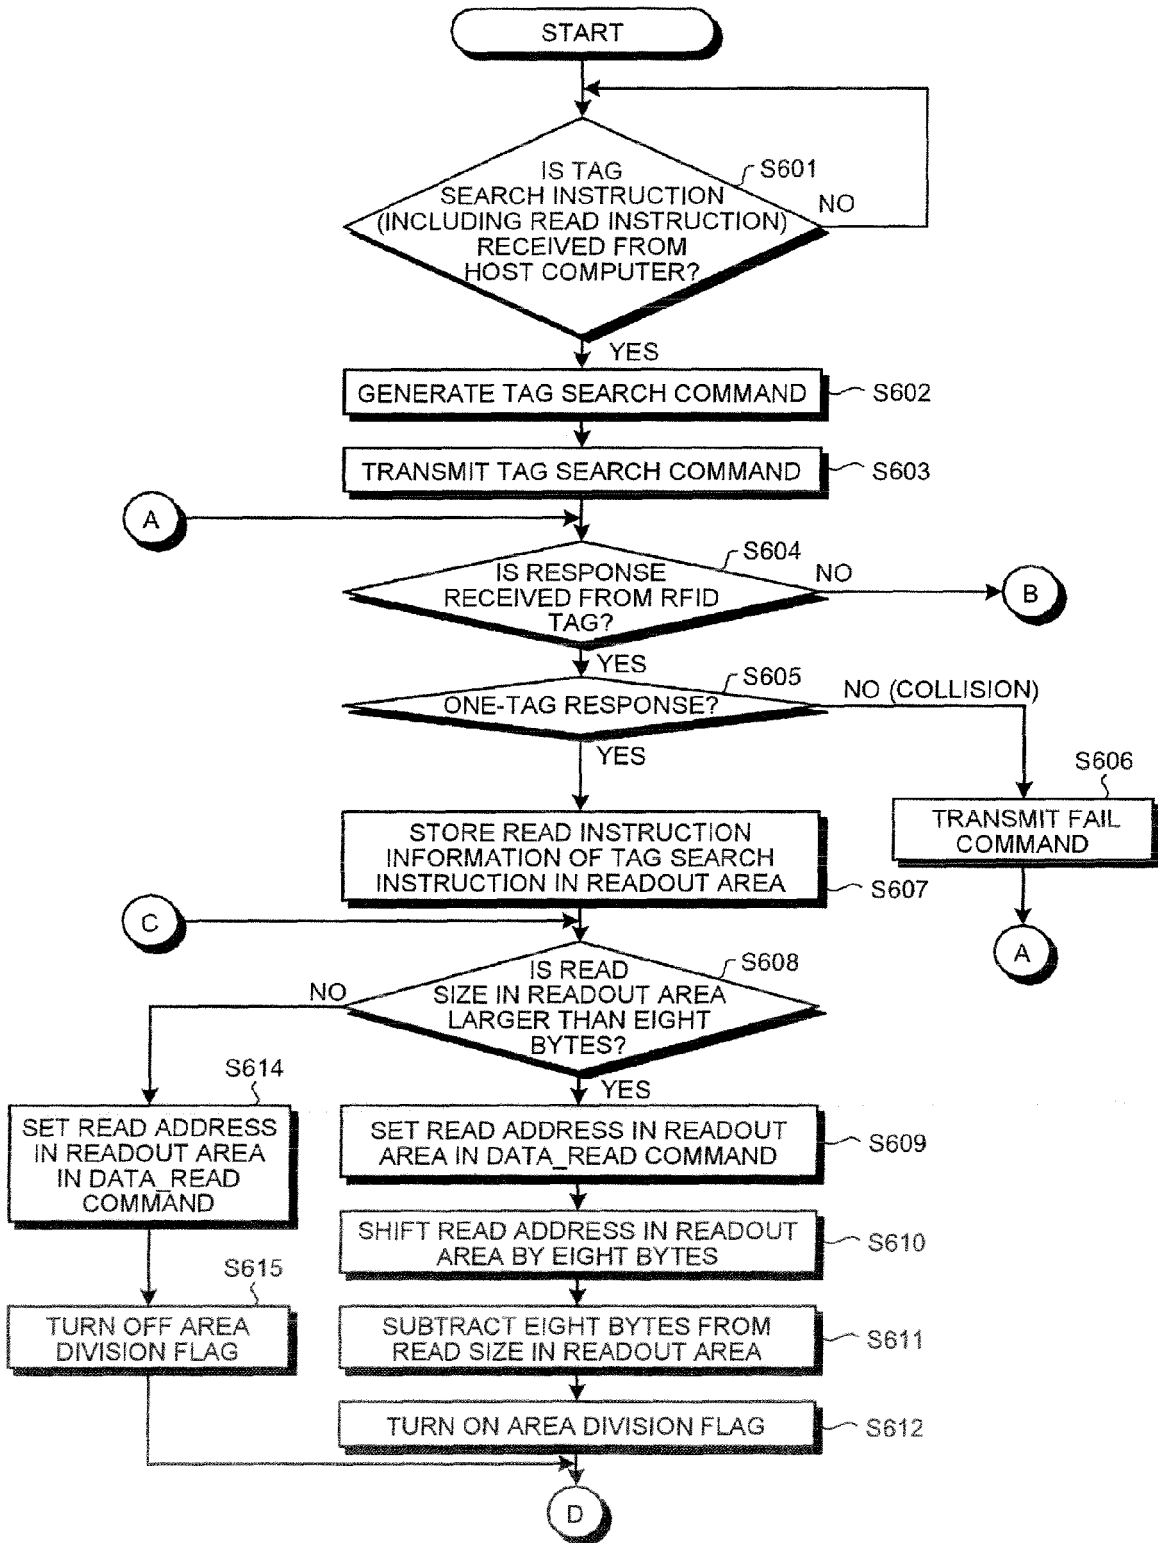 START
IS TAG
SEARCH INSTRUCTION
(INCLUDING READ INSTRUCTION)
RECEIVED FROM
HOST COMPUTER?
S601
NO
YES
GENERATE TAG SEARCH COMMAND
S602
TRANSMIT TAG SEARCH COMMAND
S603
A
IS RESPONSE
RECEIVED FROM RFID
TAG?
S604
NO
B
YES
ONE-TAG RESPONSE?
S605
NO (COLLISION)
YES
S606
TRANSMIT FAIL
COMMAND
A
STORE READ INSTRUCTION
INFORMATION OF TAG SEARCH
INSTRUCTION IN READOUT AREA
S607
C
IS READ
SIZE IN READOUT AREA
LARGER THAN EIGHT
BYTES?
S608
NO
YES
S614
SET READ ADDRESS
IN READOUT AREA
IN DATA_READ
COMMAND
SET READ ADDRESS IN READOUT
AREA IN DATA_READ COMMAND
S609
SHIFT READ ADDRESS IN READOUT
AREA BY EIGHT BYTES
S610
S615
TURN OFF AREA
DIVISION FLAG
SUBTRACT EIGHT BYTES FROM
READ SIZE IN READOUT AREA
S611
TURN ON AREA DIVISION FLAG
S612
D